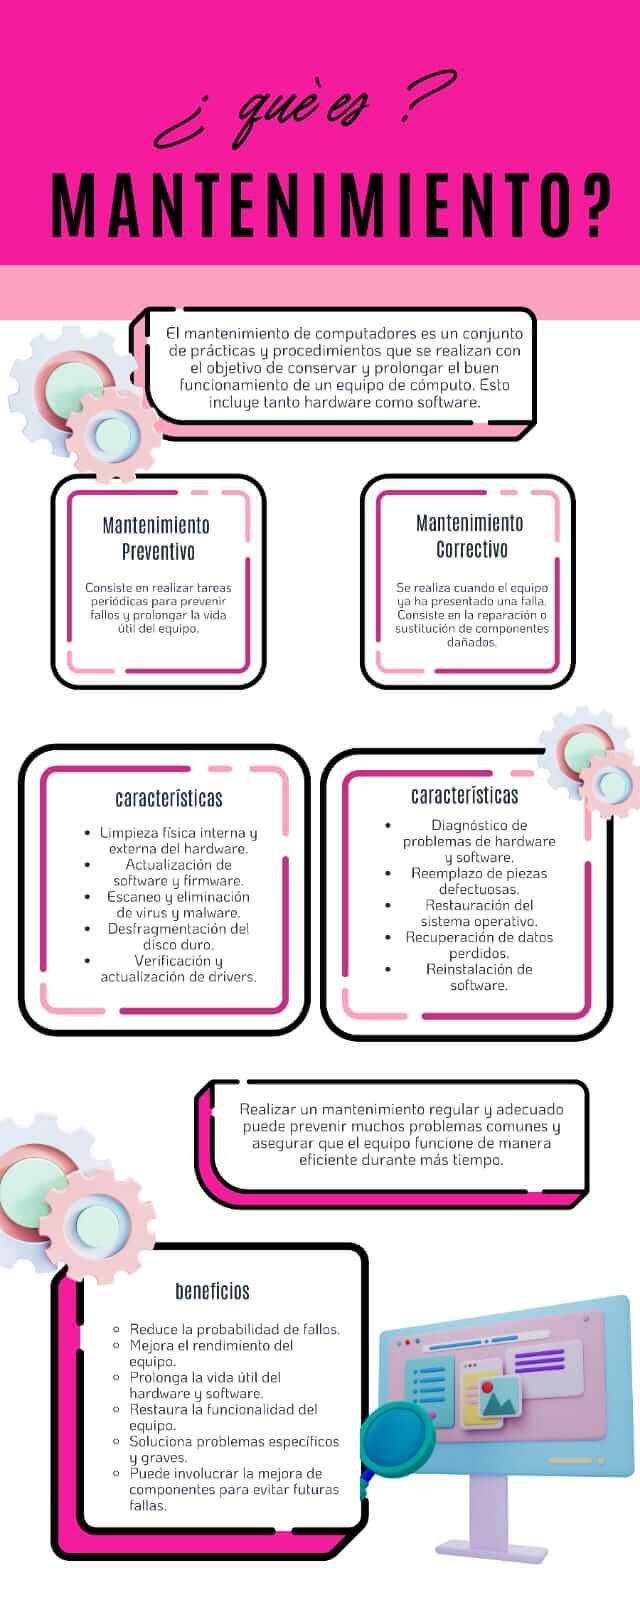 ¿ què es ?
MANTENIMIENTO?
El mantenimiento de computadores es un conjunto
de prácticas y procedimientos que se realizan con
el objetivo de conservar y prolongar el buen
funcionamiento de un equipo de cómputo. Esto
incluye tanto hardware como software.
Mantenimiento
Preventivo
Consiste en realizar tareas
periódicas para prevenir
fallos y prolongar la vida
útil del equipo.
Mantenimiento
Correctivo
Se realiza cuando el equipo
ya ha presentado una falla.
Consiste en la reparación o
sustitución de componentes
dañados.
características
• Limpieza física interna y
externa del hardware.
• Actualización de
software y firmware.
• Escaneo y eliminación
de virus y malware.
• Desfragmentación del
disco duro.
• Verificación y
actualización de drivers.
características
• Diagnóstico de
problemas de hardware
y software.
• Reemplazo de piezas
defectuosas.
• Restauración del
sistema operativo.
• Recuperación de datos
perdidos.
• Reinstalación de
software.
Realizar un mantenimiento regular y adecuado
puede prevenir muchos problemas comunes y
asegurar que el equipo funcione de manera
eficiente durante más tiempo.
beneficios
◦ Reduce la probabilidad de fallos.
◦ Mejora el rendimiento del
equipo.
◦ Prolonga la vida útil del
hardware y software.
◦ Restaura la funcionalidad del
equipo.
◦ Soluciona problemas específicos
y graves.
◦ Puede involucrar la mejora de
componentes para evitar futuras
fallas.